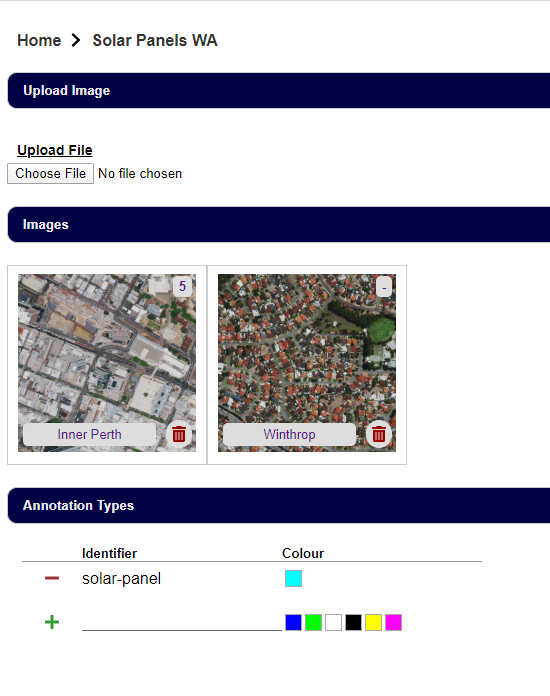 Home > Solar Panels WA
Upload Image
Upload File
Choose File No file chosen
Images
5
-
Inner Perth
Winthrop
Annotation Types
Identifier Colour
solar-panel